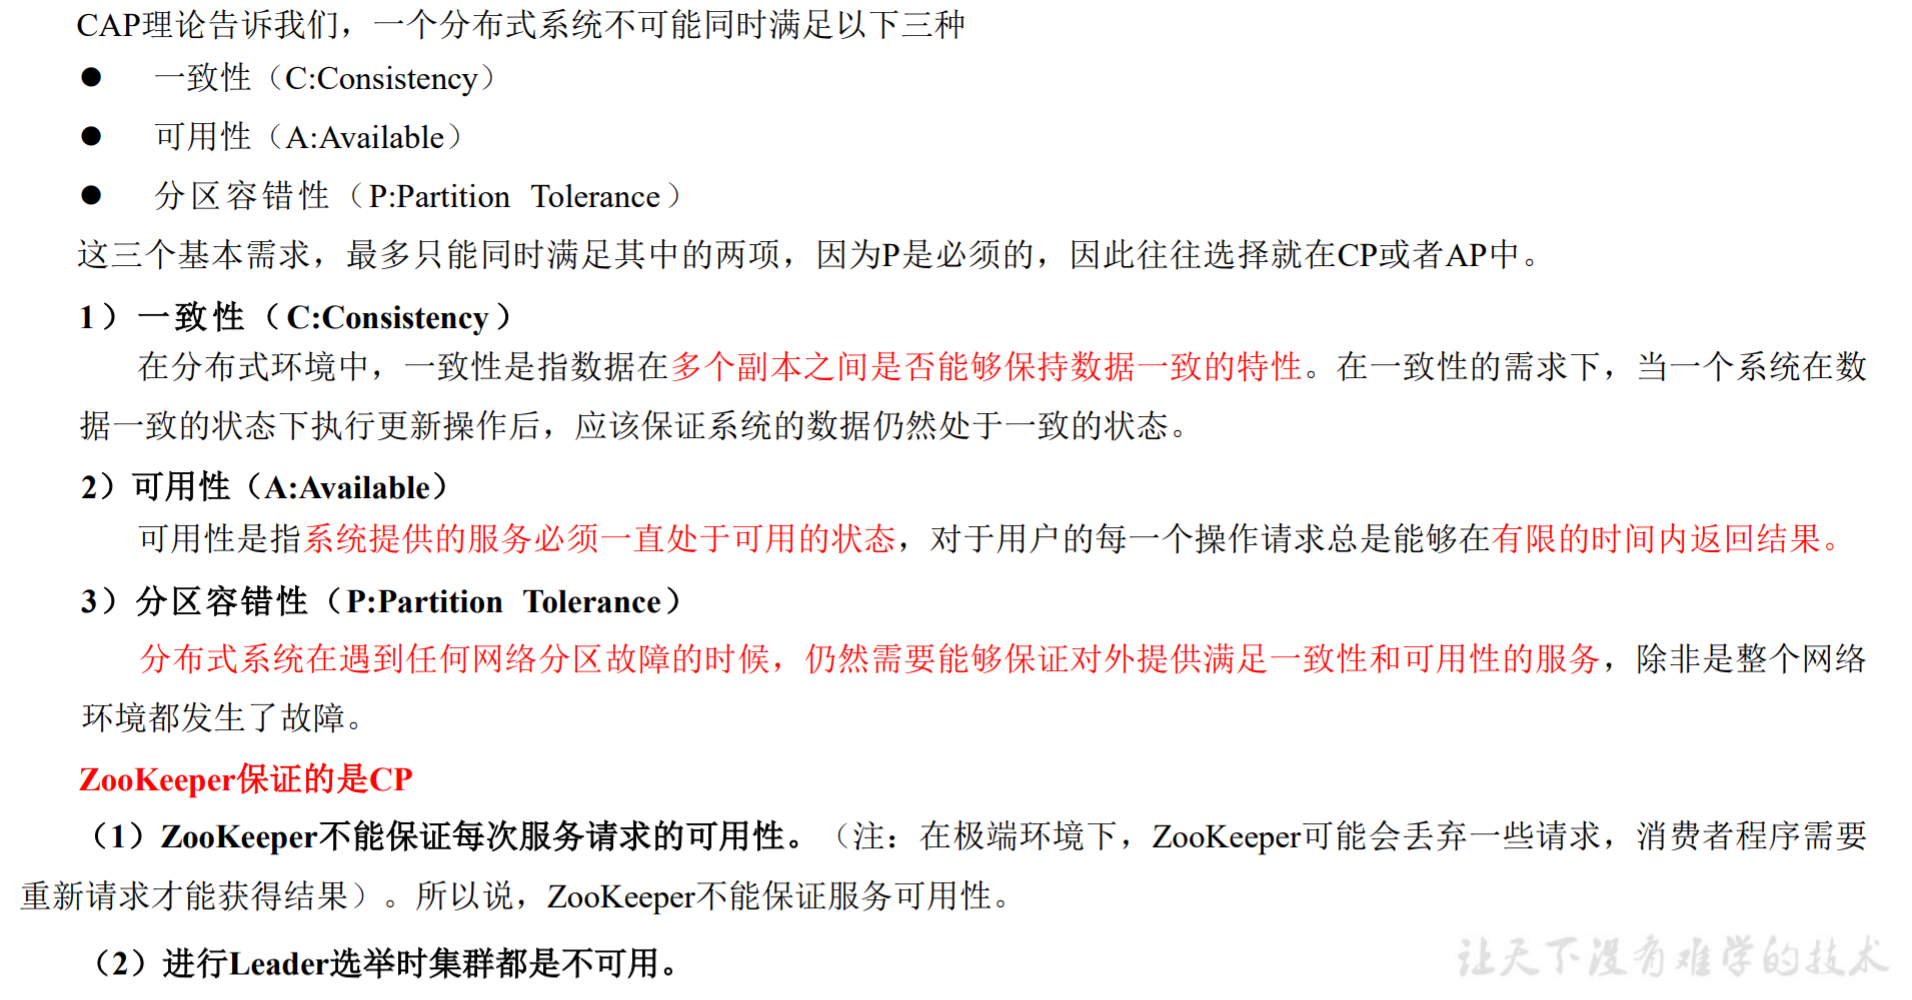 CAP理论告诉我们，一个分布式系统不可能同时满足以下三种
● 一致性（C:Consistency）
● 可用性（A:Available）
● 分区容错性（P:Partition Tolerance）
这三个基本需求，最多只能同时满足其中的两项，因为P是必须的，因此往往选择就在CP或者AP中。
1）一致性（C:Consistency）
在分布式环境中，一致性是指数据在多个副本之间是否能够保持数据一致的特性。在一致性的需求下，当一个系统在数
据一致的状态下执行更新操作后，应该保证系统的数据仍然处于一致的状态。
2）可用性（A:Available）
可用性是指系统提供的服务必须一直处于可用的状态，对于用户的每一个操作请求总是能够在有限的时间内返回结果。
3）分区容错性（P:Partition Tolerance）
分布式系统在遇到任何网络分区故障的时候，仍然需要能够保证对外提供满足一致性和可用性的服务，除非是整个网络
环境都发生了故障。
ZooKeeper保证的是CP
（1）ZooKeeper不能保证每次服务请求的可用性。（注：在极端环境下，ZooKeeper可能会丢弃一些请求，消费者程序需要
重新请求才能获得结果）。所以说，ZooKeeper不能保证服务可用性。
（2）进行Leader选举时集群都是不可用。
让天下没有难学的技术